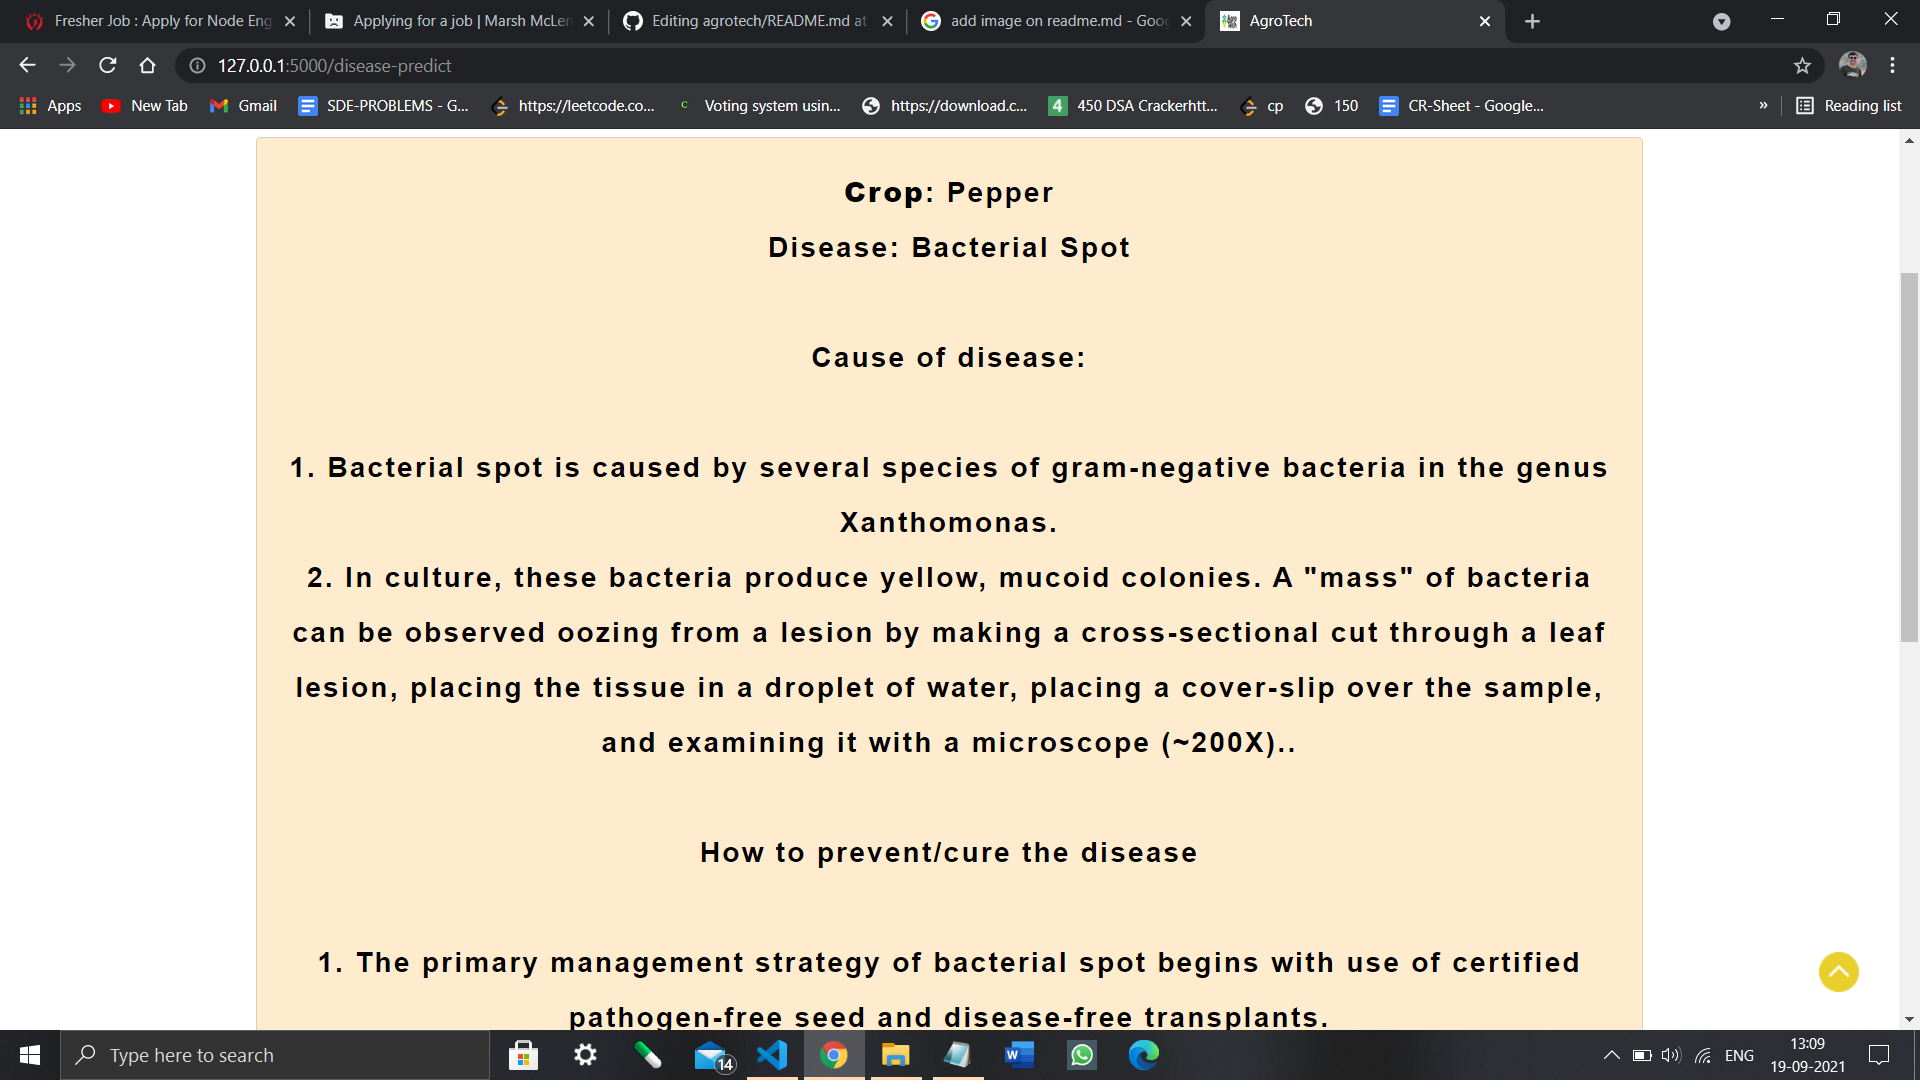 Fresher Job : Apply for Node Eng
Applying for a job | Marsh McLen
Editing agrotech/README.md at
add image on readme.md - Goog
AgroTech
127.0.0.1:5000/disease-predict
Apps
New Tab
Gmail
SDE-PROBLEMS - G...
https://leetcode.co...
C
Voting system usin...
https://download.c...
4
450 DSA Crackerhtt...
cp
150
CR-Sheet - Google...
»
Reading list
Crop: Pepper
Disease: Bacterial Spot
Cause of disease:
1. Bacterial spot is caused by several species of gram-negative bacteria in the genus
Xanthomonas.
2. In culture, these bacteria produce yellow, mucoid colonies. A "mass" of bacteria
can be observed oozing from a lesion by making a cross-sectional cut through a leaf
lesion, placing the tissue in a droplet of water, placing a cover-slip over the sample,
and examining it with a microscope (~200X)..
How to prevent/cure the disease
1. The primary management strategy of bacterial spot begins with use of certified
pathogen-free seed and disease-free transplants.
Type here to search
14
W
ENG
13:09
19-09-2021